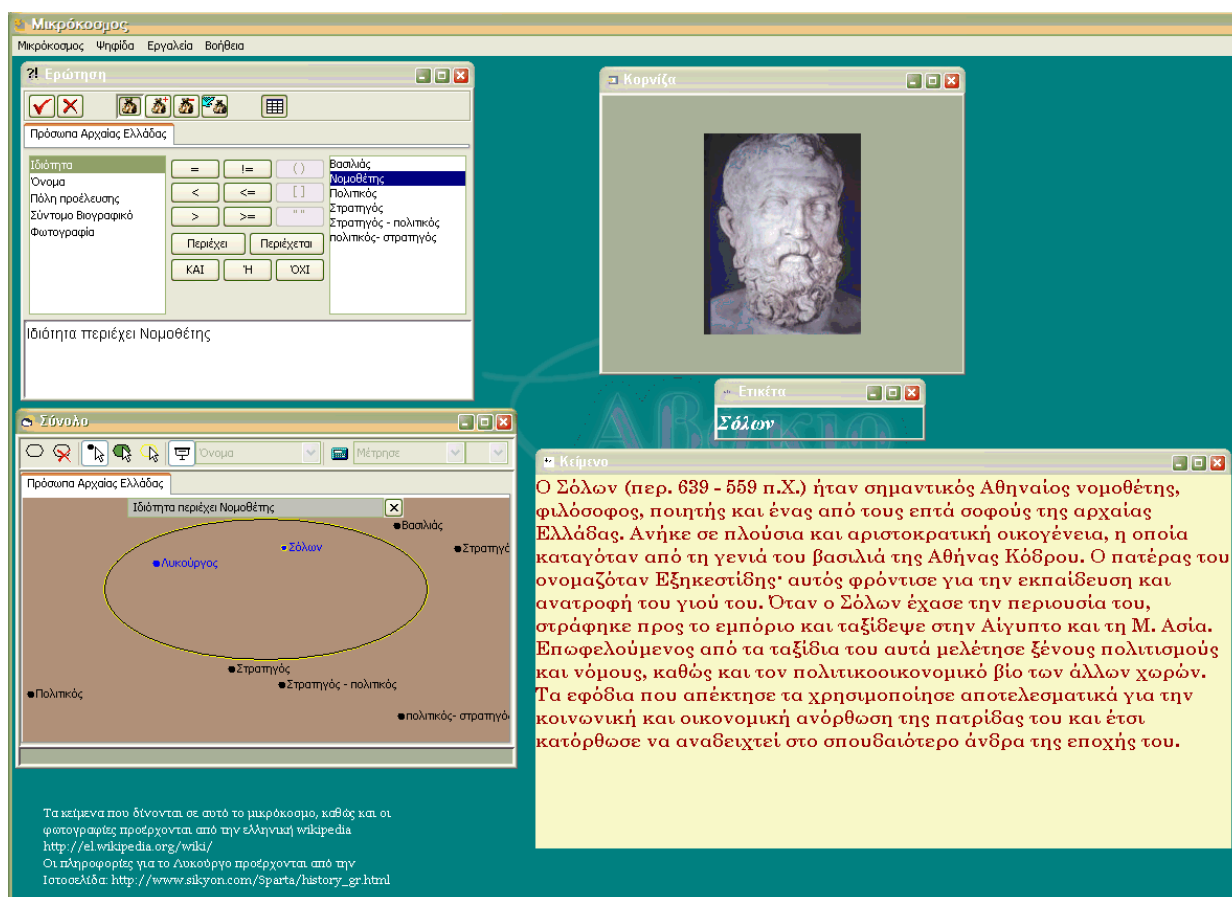 Μικρόκοσμος
Μικρόκοσμος Ψηφίδα Εργαλεία Βοήθεια
?! Ερώτηση
Πρόσωπα Αρχαίας Ελλάδας
Ιδιότητα
Όνομα
Πόλη προέλευσης
Σύντομο Βιογραφικό
Φωτογραφία
= != ( )
< <= [ ]
> >= " "
Περιέχει Περιέχεται
ΚΑΙ Ή ΌΧΙ
Βασιλιάς
Νομοθέτης
Πολιτικός
Στρατηγός
Στρατηγός - πολιτικός
πολιτικός- στρατηγός
Ιδιότητα περιέχει Νομοθέτης
Κορνίζα
Ετικέτα
Σόλων
Αβάκιο
Σύνολο
Όνομα Μέτρησε
Πρόσωπα Αρχαίας Ελλάδας
Ιδιότητα περιέχει Νομοθέτης
Βασιλιάς
Σόλων
Στρατηγό
Λυκούργος
Στρατηγός
Στρατηγός - πολιτικός
Πολιτικός
πολιτικός- στρατηγό
Κείμενο
Ο Σόλων (περ. 639 - 559 π.Χ.) ήταν σημαντικός Αθηναίος νομοθέτης,
φιλόσοφος, ποιητής και ένας από τους επτά σοφούς της αρχαίας
Ελλάδας. Ανήκε σε πλούσια και αριστοκρατική οικογένεια, η οποία
καταγόταν από τη γενιά του βασιλιά της Αθήνας Κόδρου. Ο πατέρας του
ονομαζόταν Εξηκεστίδης· αυτός φρόντισε για την εκπαίδευση και
ανατροφή του γιού του. Όταν ο Σόλων έχασε την περιουσία του,
στράφηκε προς το εμπόριο και ταξίδεψε στην Αίγυπτο και τη Μ. Ασία.
Επωφελούμενος από τα ταξίδια του αυτά μελέτησε ξένους πολιτισμούς
και νόμους, καθώς και τον πολιτικοοικονομικό βίο των άλλων χωρών.
Τα εφόδια που απέκτησε τα χρησιμοποίησε αποτελεσματικά για την
κοινωνική και οικονομική ανόρθωση της πατρίδας του και έτσι
κατόρθωσε να αναδειχτεί στο σπουδαιότερο άνδρα της εποχής του.
Τα κείμενα που δίνονται σε αυτό το μικρόκοσμο, καθώς και οι
φωτογραφίες προέρχονται από την ελληνική wikipedia
http://el.wikipedia.org/wiki/
Οι πληροφορίες για το Λυκούργο προέρχονται από την
Ιστοσελίδα: http://www.sikyon.com/Sparta/history_gr.html